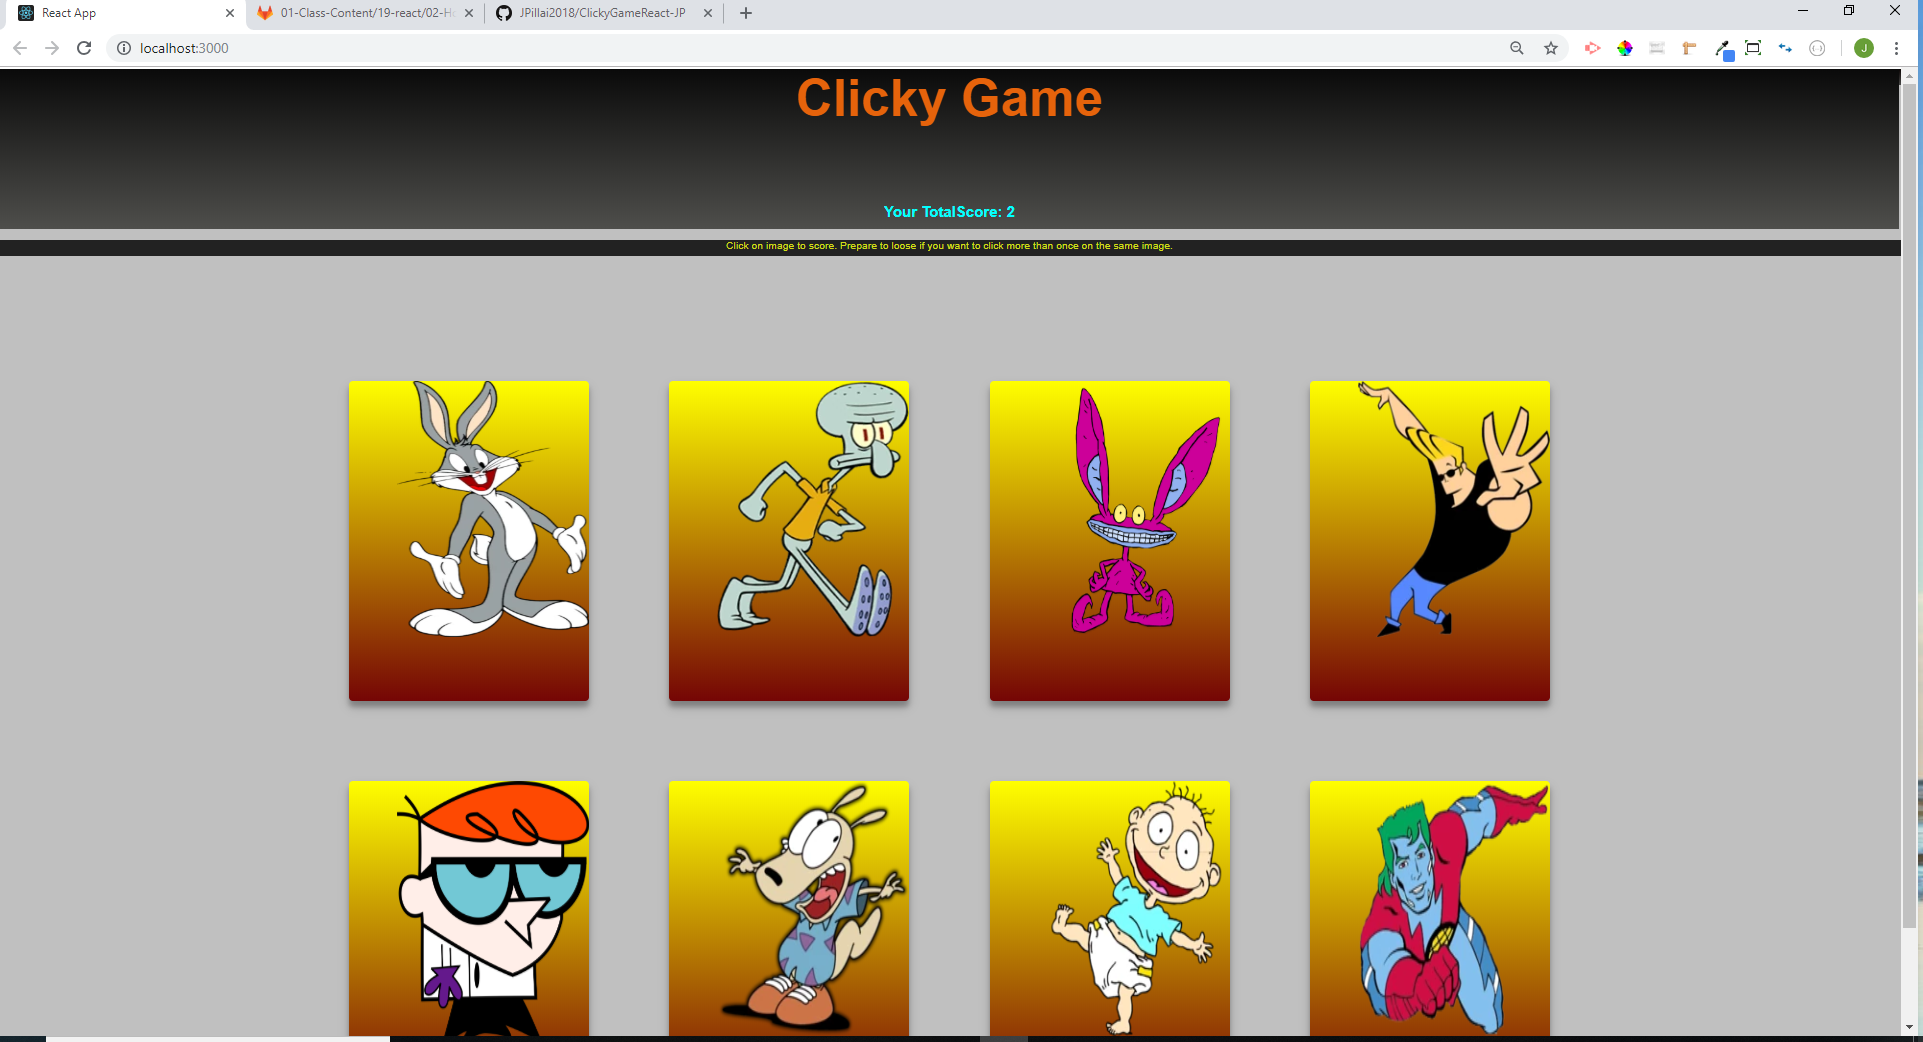 React App
01-Class-Content/19-react/02-Ho
JPillai2018/ClickyGameReact-JP
localhost:3000
J
Clicky Game
Your TotalScore: 2
Click on image to score. Prepare to loose if you want to click more than once on the same image.